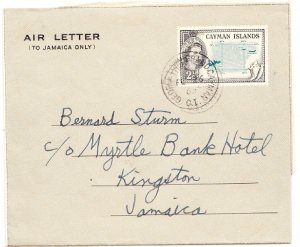 AIR LETTER
(TO JAMAICA ONLY)
CAYMAN ISLANDS
Bernard Sturm
c/o Myrtle Bank Hotel
Kingston
Jamaica